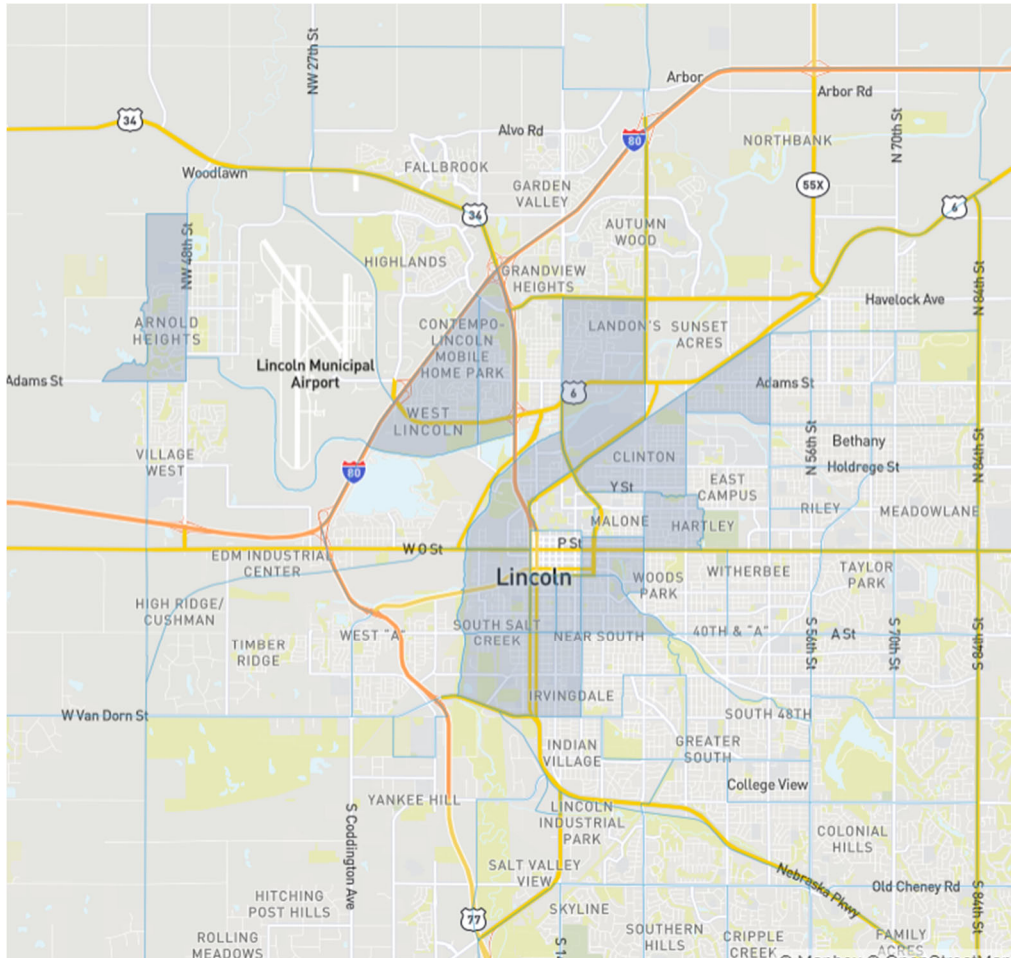 NW 27th St
Arbor
34
Arbor Rd
Alvo Rd
80
NORTHBANK
N 70th St
FALLBROOK
Woodlawn
GARDEN
VALLEY
55X
6
34
AUTUMN
WOOD
NW 48th St
HIGHLANDS
GRANDVIEW
HEIGHTS
N 84th St
Havelock Ave
ARNOLD
HEIGHTS
CONTEMPO-
LINCOLN
MOBILE
HOME PARK
LANDON'S
SUNSET
ACRES
Lincoln Municipal
Airport
Adams St
6
Adams St
WEST
LINCOLN
N 56th St
Bethany
N 84th St
VILLAGE
WEST
80
CLINTON
Holdrege St
Y St
EAST
CAMPUS
RILEY
MEADOWLANE
MALONE
HARTLEY
W O St
P St
EDM INDUSTRIAL
CENTER
Lincoln
WOODS
PARK
WITHERBEE
TAYLOR
PARK
HIGH RIDGE/
CUSHMAN
WEST "A"
SOUTH SALT
CREEK
NEAR SOUTH
40TH & "A"
S 56th St
A St
S 70th St
S 84th St
TIMBER
RIDGE
IRVINGDALE
W Van Dorn St
SOUTH 48TH
INDIAN
VILLAGE
GREATER
SOUTH
College View
YANKEE HILL
S Coddington Ave
LINCOLN
INDUSTRIAL
PARK
COLONIAL
HILLS
SALT VALLEY
VIEW
Nebraska Pkwy
Old Cheney Rd
S 84th St
HITCHING
POST HILLS
77
SKYLINE
ROLLING
MEADOWS
SOUTHERN
HILLS
CRIPPLE
CREEK
FAMILY
ACRES